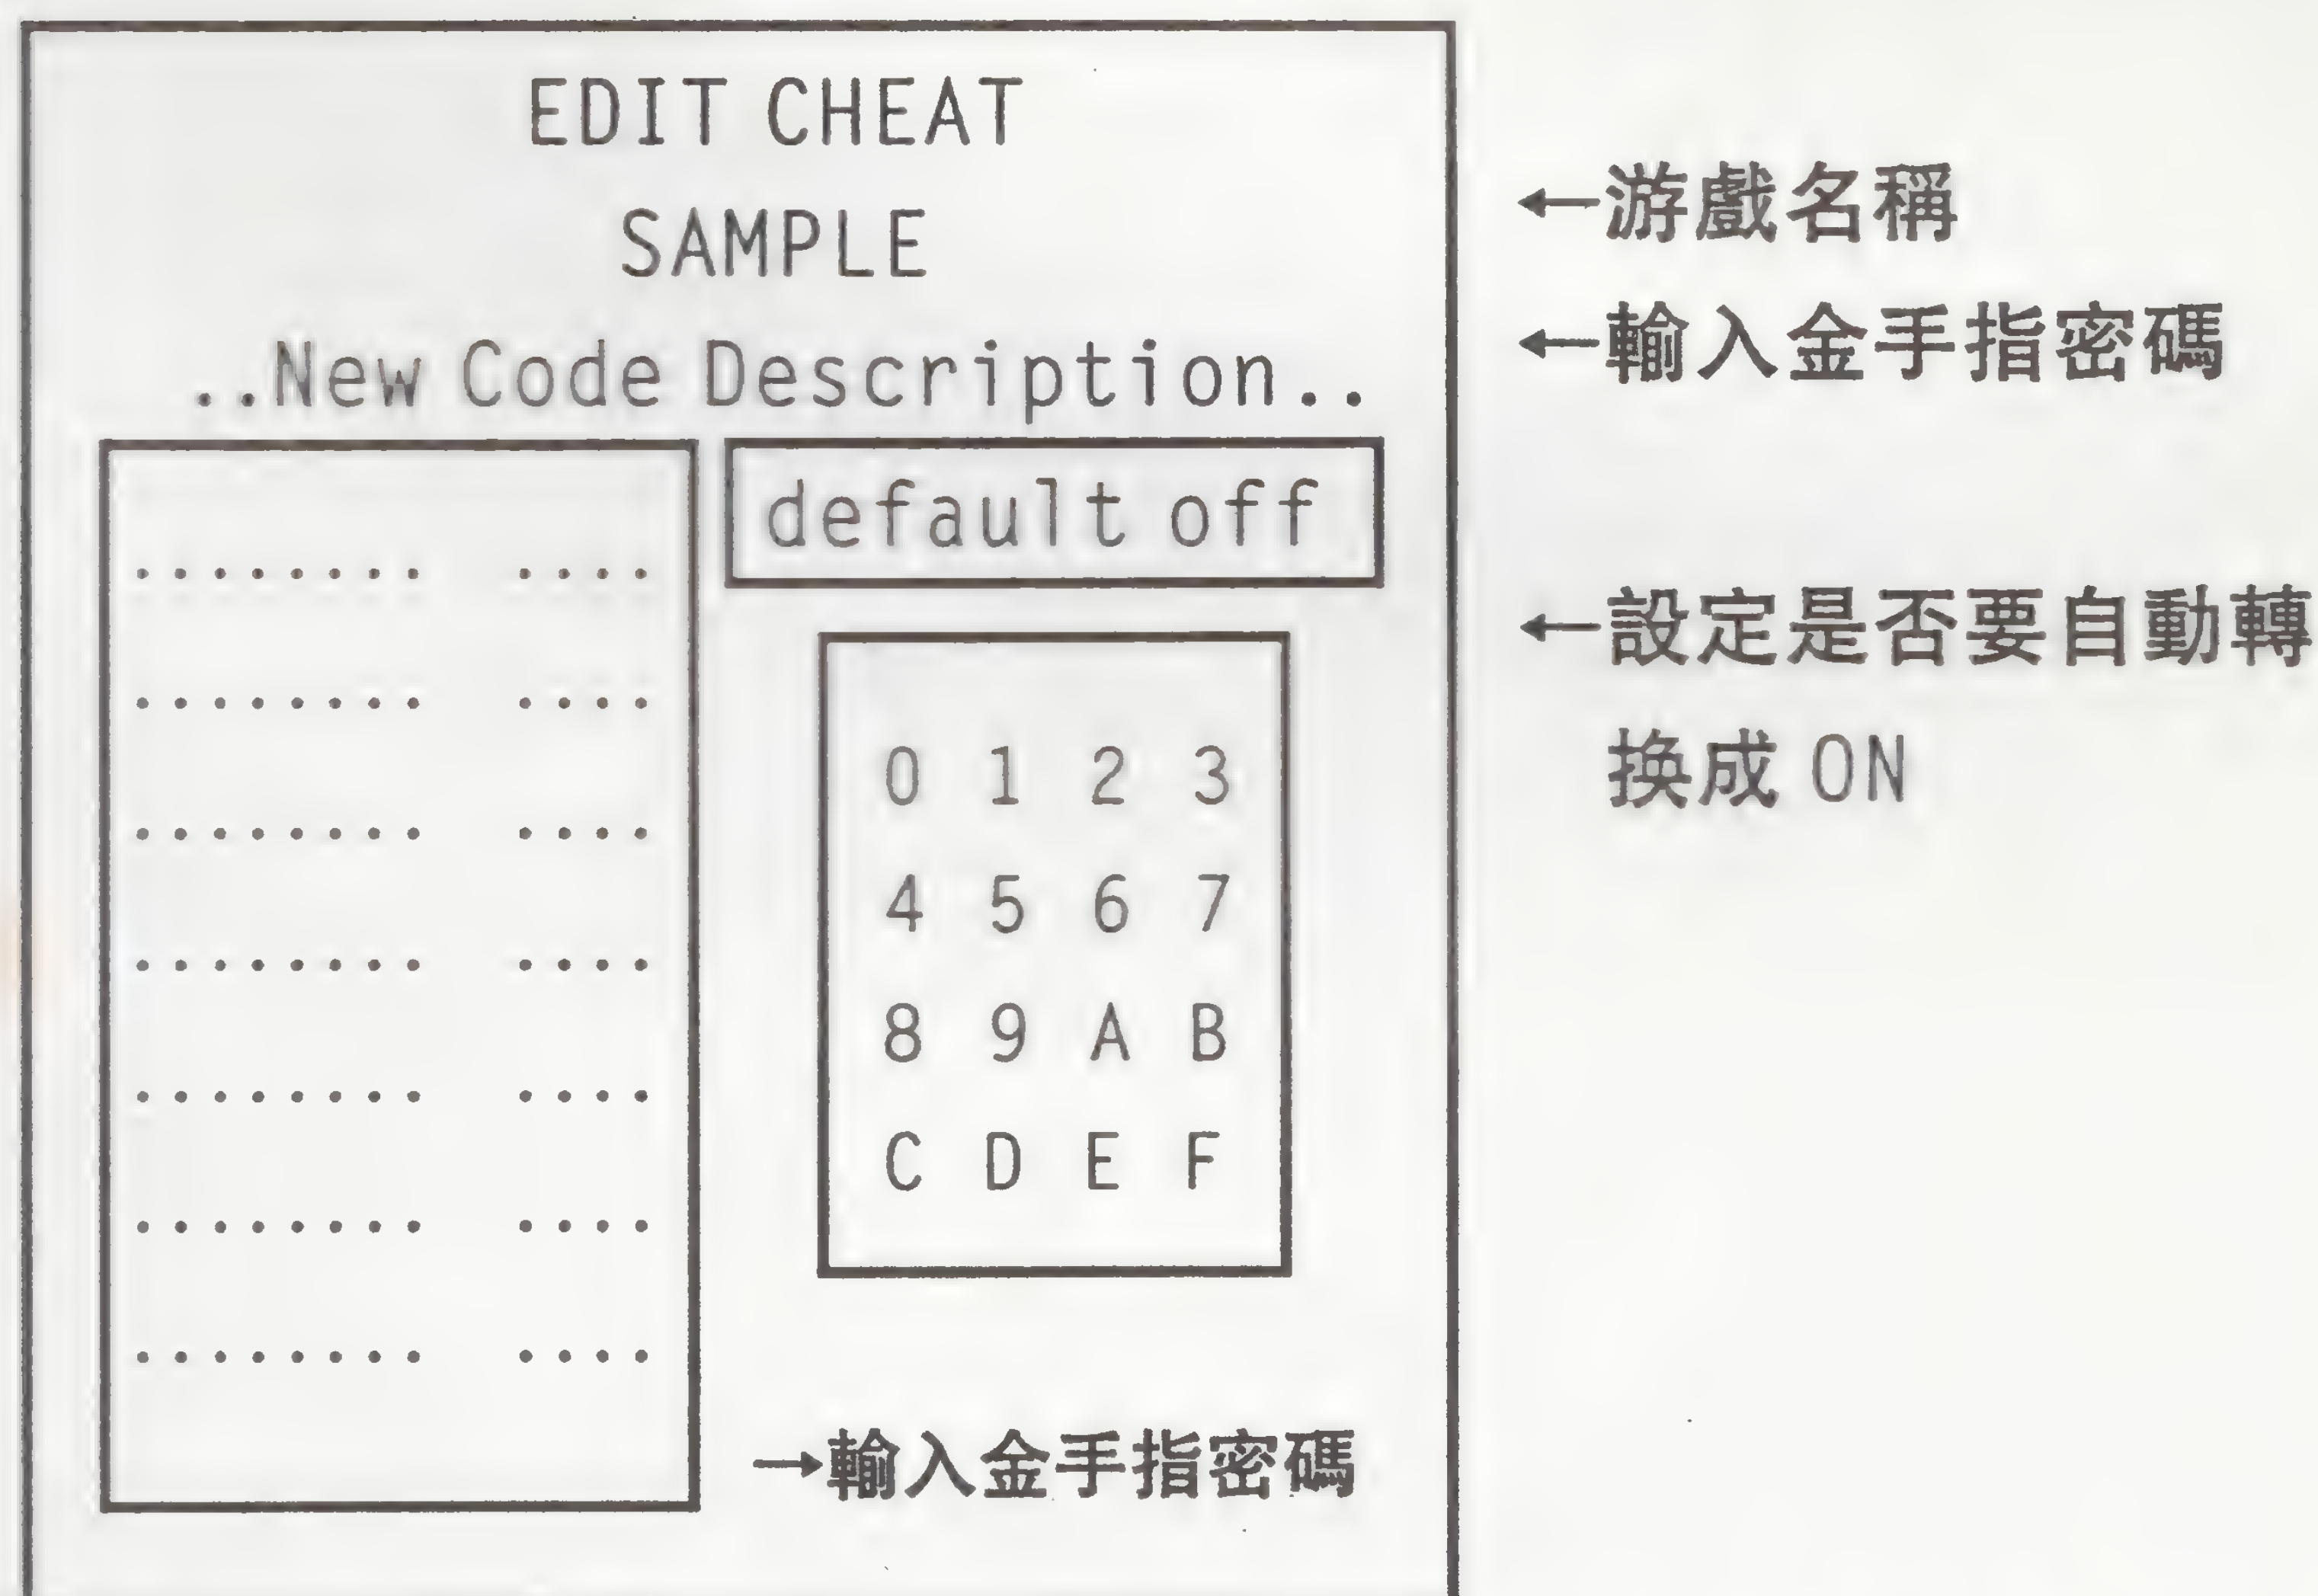 EDIT CHEAT
SAMPLE
←游戲名稱
..New Code Description..
←輸入金手指密碼
default off
←設定是否要自動轉
換成 ON
........ ....
........ ....
........ ....
........ ....
........ ....
........ ....
........ ....
0 1 2 3
4 5 6 7
8 9 A B
C D E F
→輸入金手指密碼